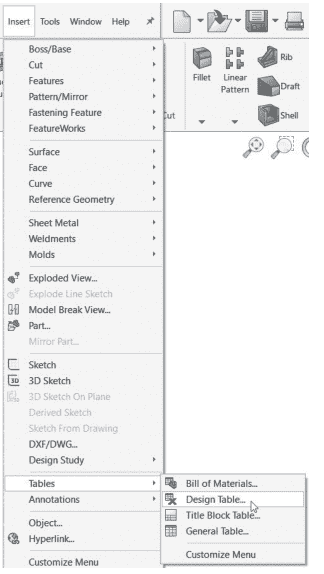 Insert Tools Window Help
Boss/Base
Cut
Features
Pattern/Mirror
Fastening Feature
FeatureWorks
Surface
Face
Curve
Reference Geometry
Sheet Metal
Weldments
Molds
Exploded View...
Explode Line Sketch
Model Break View...
Part...
Mirror Part...
Sketch
3D 3D Sketch
3D Sketch On Plane
Derived Sketch
Sketch From Drawing
DXF/DWG...
Design Study
Tables
Annotations
Object...
Hyperlink...
Customize Menu
Cut
Fillet
Linear
Pattern
Rib
Draft
Shell
Bill of Materials...
Design Table...
Title Block Table...
General Table...
Customize Menu